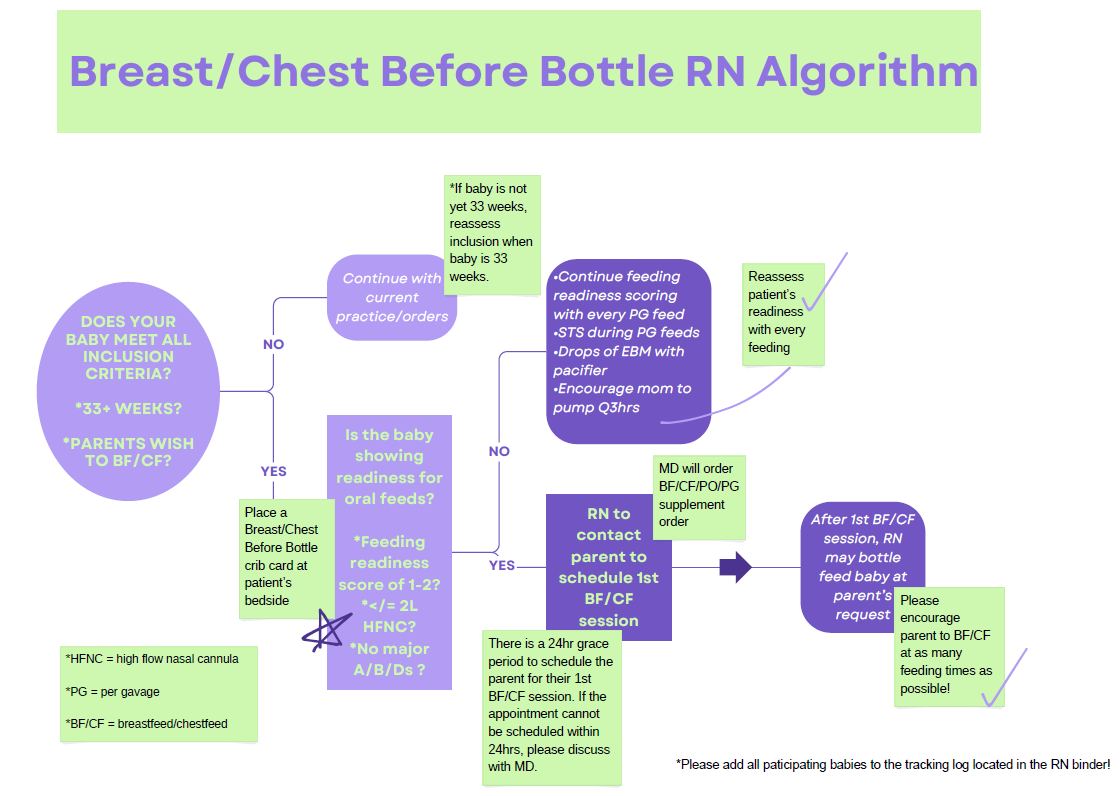 Breast/Chest Before Bottle RN Algorithm
*If baby is not
yet 33 weeks,
reassess
inclusion when
baby is 33
weeks.
Continue with
current
practice/orders
DOES YOUR
BABY MEET ALL
INCLUSION
CRITERIA?
*33+ WEEKS?
*PARENTS WISH
TO BF/CF?
NO
YES
Place a
Breast/Chest
Before Bottle
crib card at
patient's
bedside
Is the baby
showing
readiness for
oral feeds?
*Feeding
readiness
score of 1-2?
*</= 2L
HFNC?
*No major
A/B/Ds ?
NO
YES
•Continue feeding
readiness scoring
with every PG feed
•STS during PG feeds
•Drops of EBM with
pacifier
•Encourage mom to
pump Q3hrs
Reassess
patient's
readiness
with every
feeding
MD will order
BF/CF/PO/PG
supplement
order
RN to
contact
parent to
schedule 1st
BF/CF
session
There is a 24hr grace
period to schedule the
parent for their 1st
BF/CF session. If the
appointment cannot
be scheduled within
24hrs, please discuss
with MD.
After 1st BF/CF
session, RN
may bottle
feed baby at
parent's
request
Please
encourage
parent to BF/CF
at as many
feeding times as
possible!
*HFNC = high flow nasal cannula
*PG = per gavage
*BF/CF = breastfeed/chestfeed
*Please add all paticipating babies to the tracking log located in the RN binder!